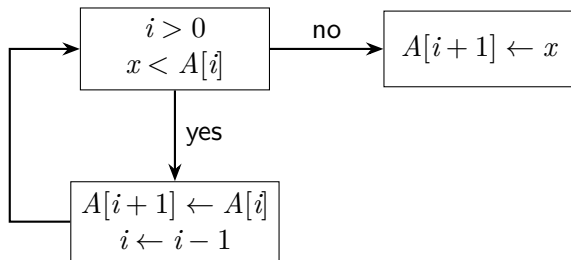 i > 0
x < A[i]
no
A[i + 1] ← x
yes
A[i + 1] ← A[i]
i ← i − 1